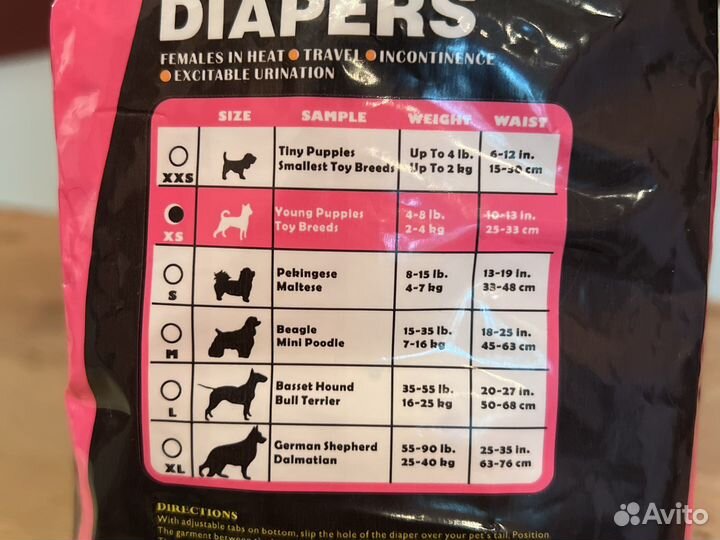 DIAPERS
FEMALES IN HEAT • TRAVEL • INCONTINENCE
• EXCITABLE URINATION
SIZE SAMPLE WEIGHT WAIST
XXS Tiny Puppies Up To 4 lb. 6-12 in.
Smallest Toy Breeds Up To 2 kg 15-30 cm
XS Young Puppies 4-8 lb. 10-13 in.
Toy Breeds 2-4 kg 25-33 cm
S Pekingese 8-15 lb. 13-19 in.
Maltese 4-7 kg 33-48 cm
M Beagle 15-35 lb. 18-25 in.
Mini Poodle 7-16 kg 45-63 cm
L Basset Hound 35-55 lb. 20-27 in.
Bull Terrier 16-25 kg 50-68 cm
XL German Shepherd 55-90 lb. 25-35 in.
Dalmatian 25-40 kg 63-76 cm
DIRECTIONS
With adjustable tabs on bottom, slip the hole of the diaper over your pet's tail. Position
The garment between
Avito